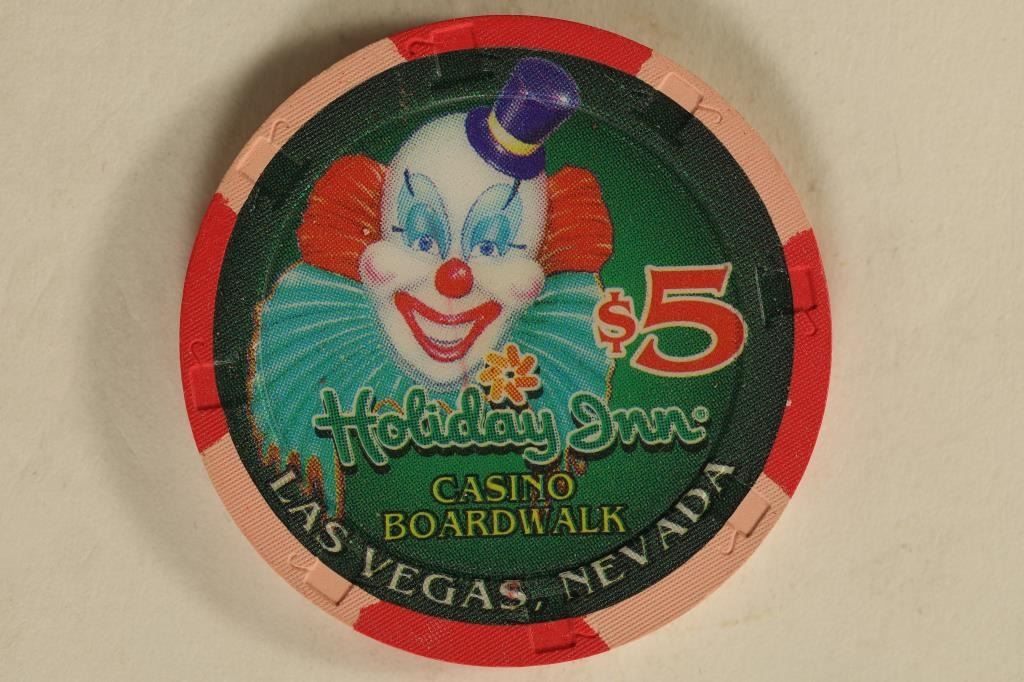 $5
Holiday Inn®
CASINO
BOARDWALK
LAS VEGAS, NEVADA